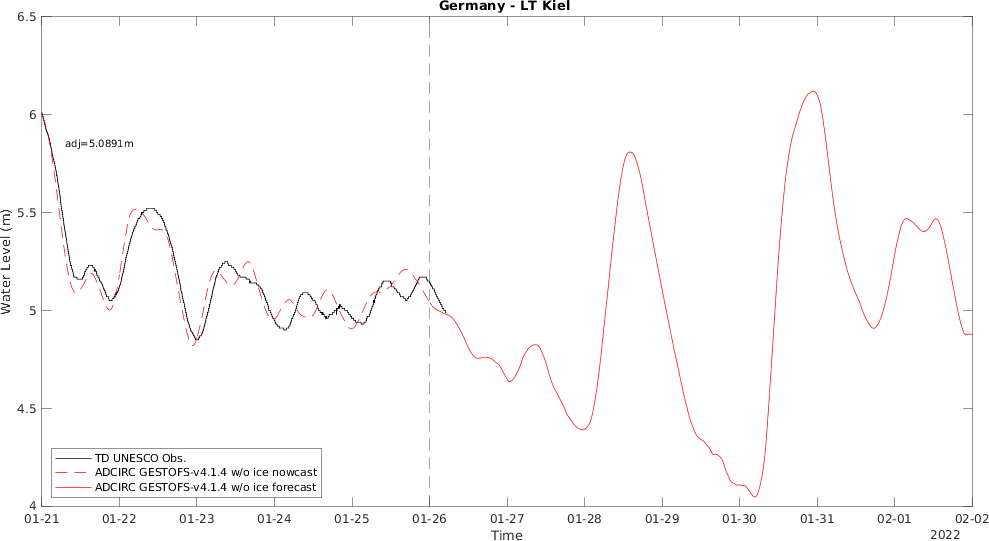 Germany - LT Kiel
6.5
6
5.5
5
4.5
4
Water Level (m)
adj=5.0891m
TD UNESCO Obs.
ADCIRC GESTOFS-v4.1.4 w/o ice nowcast
ADCIRC GESTOFS-v4.1.4 w/o ice forecast
01-21 01-22 01-23 01-24 01-25 01-26 01-27 01-28 01-29 01-30 01-31 02-01 02-02
Time
2022